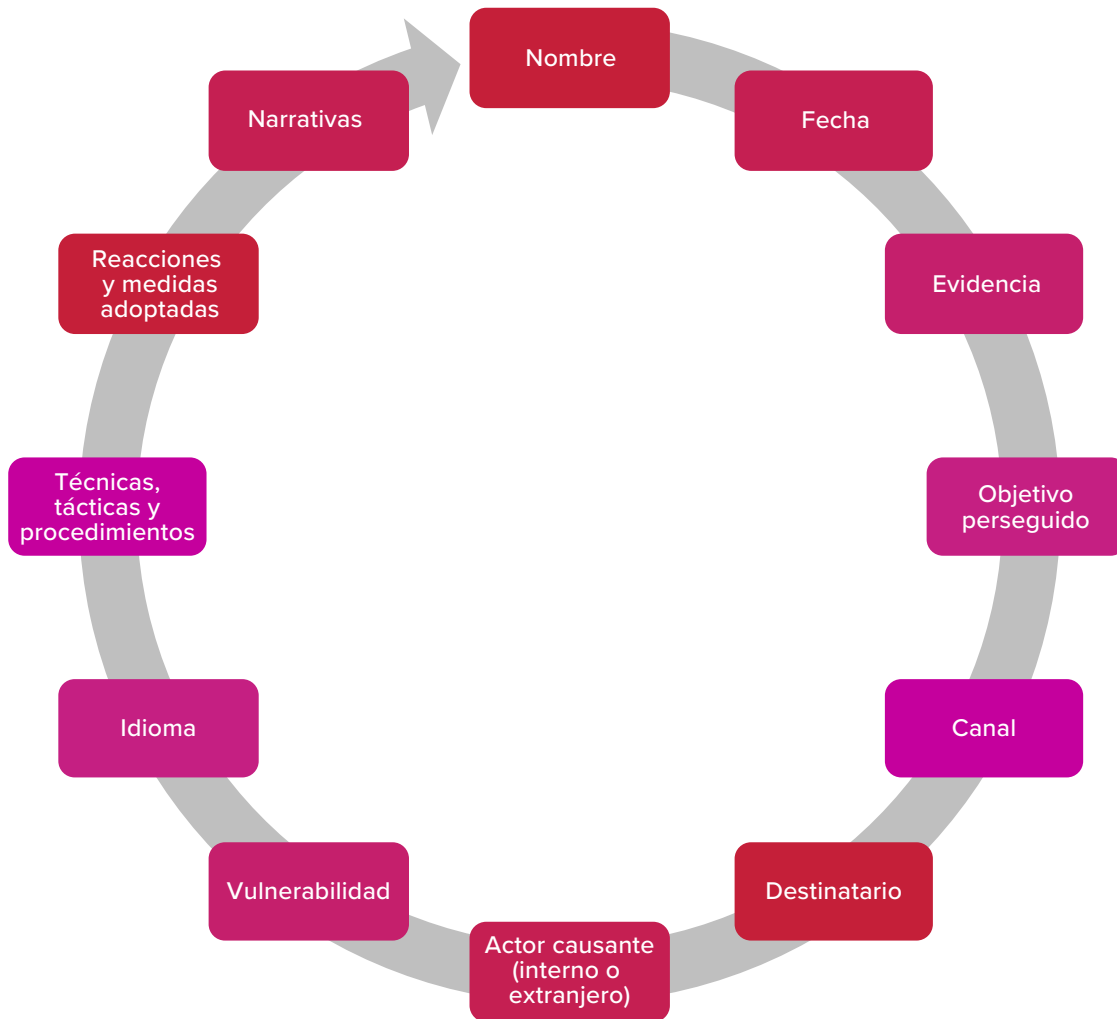 Nombre
Fecha
Evidencia
Objetivo
perseguido
Canal
Destinatario
Actor causante
(interno o
extranjero)
Vulnerabilidad
Idioma
Técnicas,
tácticas y
procedimientos
Reacciones
y medidas
adoptadas
Narrativas